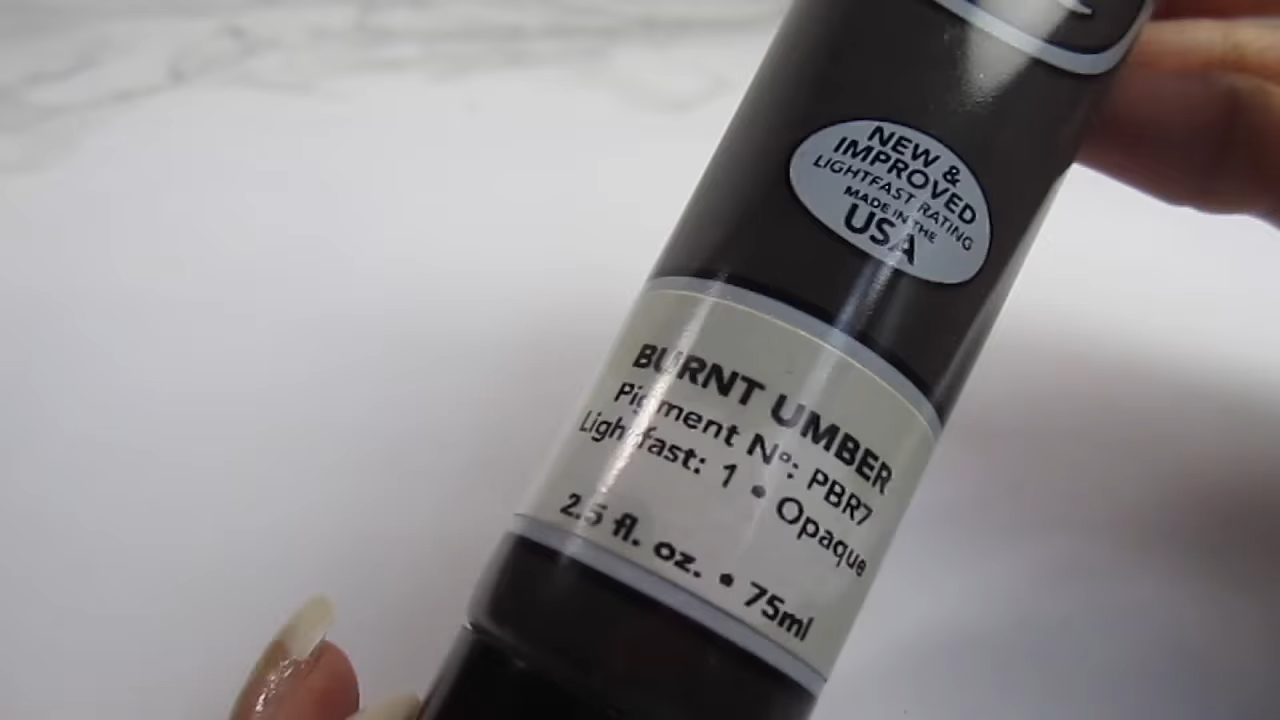 NEW &
IMPROVED
LIGHTFAST RATING
MADE IN THE
USA
BURNT UMBER
Pigment Nº: PBR7
Lightfast: 1 • Opaque
2.5 fl. oz. • 75ml